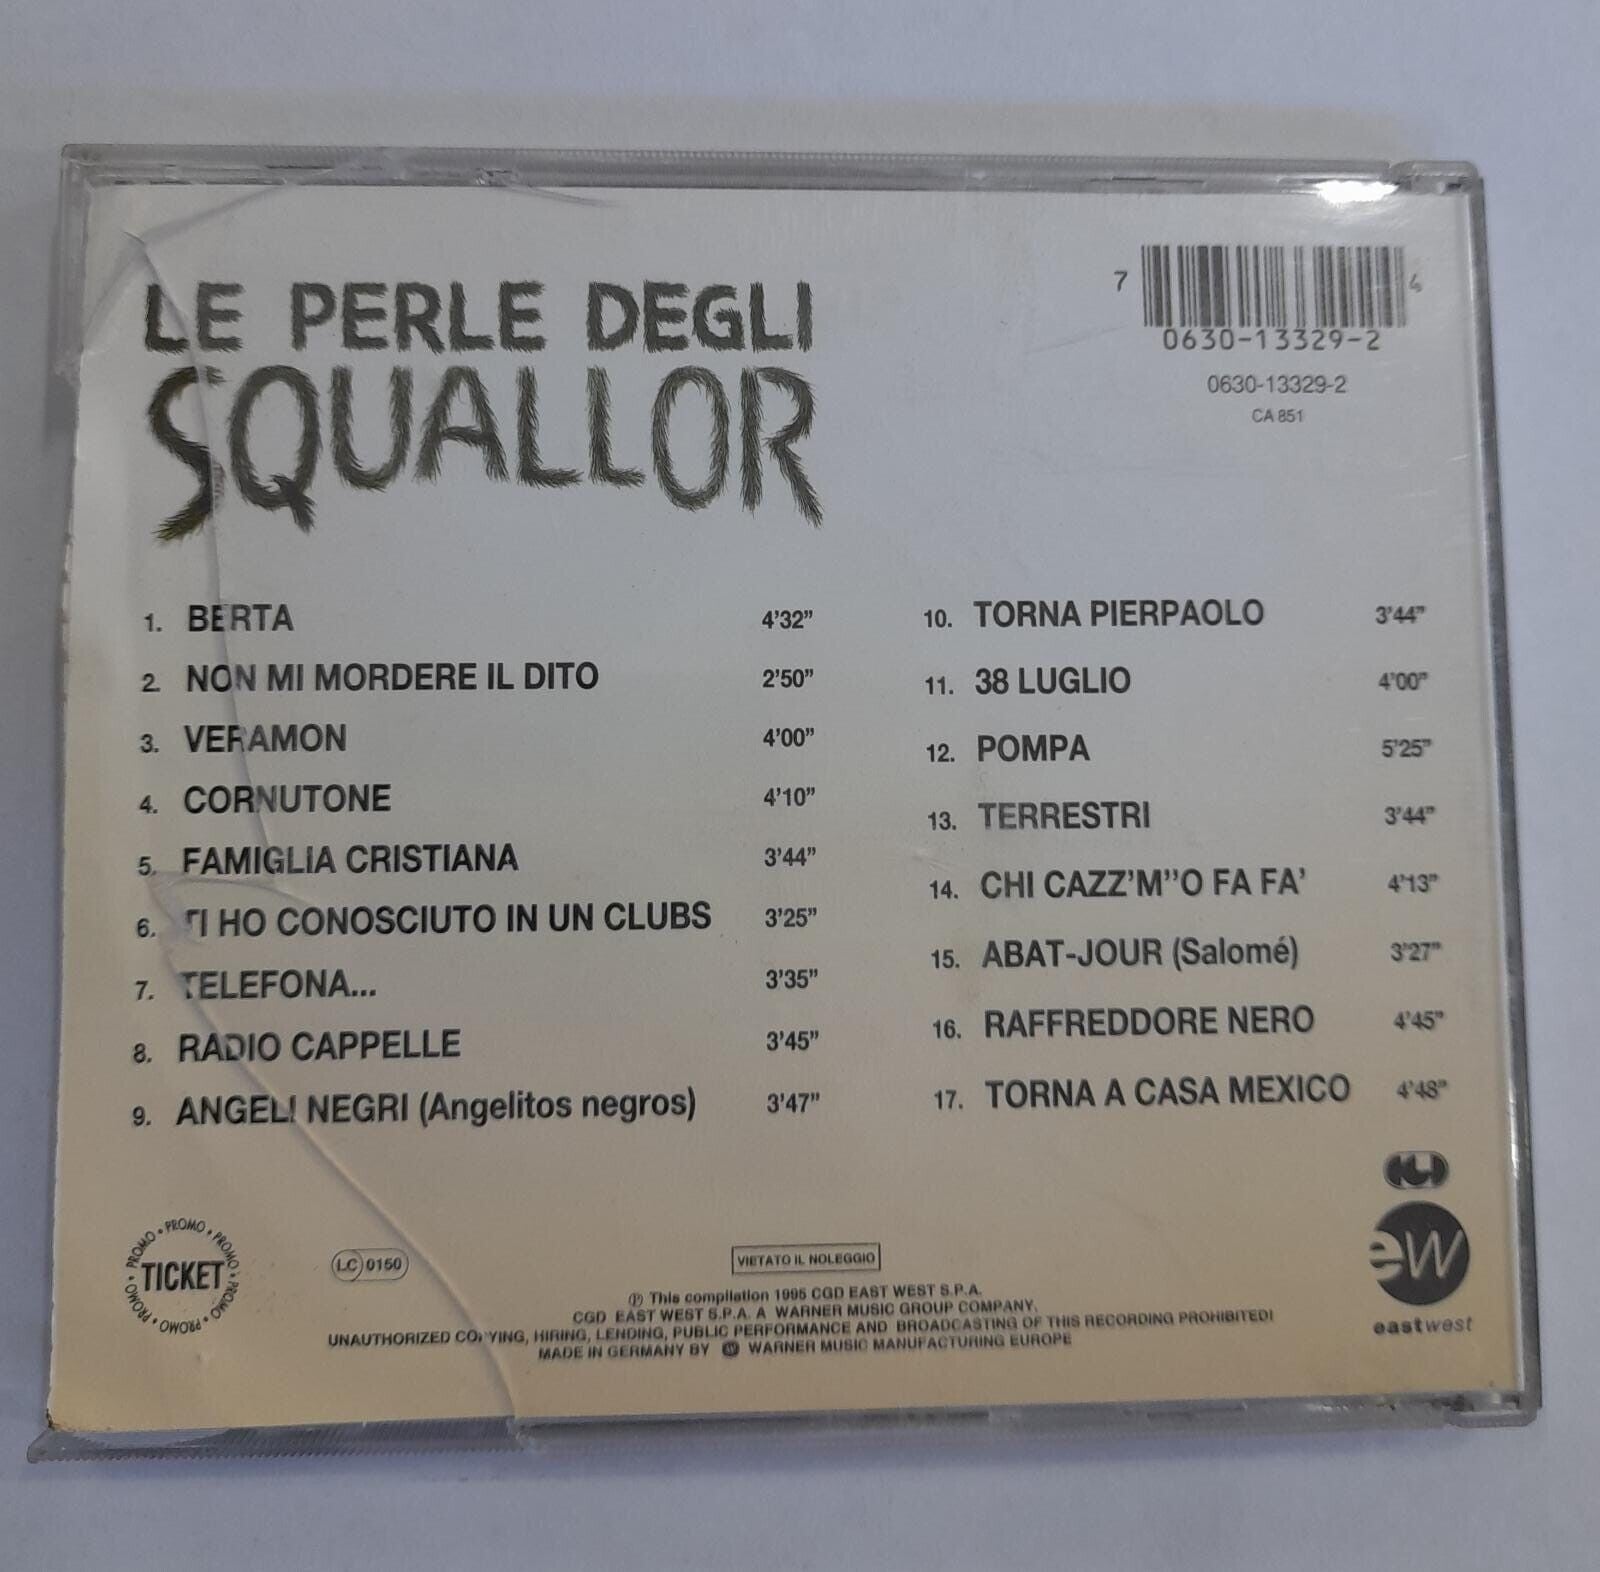 LE PERLE DEGLI
SQUALLOR
7 4
0630-13329-2
0630-13329-2
CA 851
1. BERTA 4'32"
2. NON MI MORDERE IL DITO 2'50"
3. VERAMON 4'00"
4. CORNUTONE 4'10"
5. FAMIGLIA CRISTIANA 3'44"
6. TI HO CONOSCIUTO IN UN CLUBS 3'25"
7. TELEFONA... 3'35"
8. RADIO CAPPELLE 3'45"
9. ANGELI NEGRI (Angelitos negros) 3'47"
10. TORNA PIERPAOLO 3'44"
11. 38 LUGLIO 4'00"
12. POMPA 5'25"
13. TERRESTRI 3'44"
14. CHI CAZZ'M''O FA FA' 4'13"
15. ABAT-JOUR (Salomé) 3'27"
16. RAFFREDDORE NERO 4'45"
17. TORNA A CASA MEXICO 4'48"
PROMO • PROMO • PROMO • PROMO • PROMO • PROMO •
TICKET
LC 0150
VIETATO IL NOLEGGIO
℗ This compilation 1995 CGD EAST WEST S.P.A.
CGD EAST WEST S.P.A. A WARNER MUSIC GROUP COMPANY.
UNAUTHORIZED COPYING, HIRING, LENDING, PUBLIC PERFORMANCE AND BROADCASTING OF THIS RECORDING PROHIBITED!
MADE IN GERMANY BY WARNER MUSIC MANUFACTURING EUROPE
ew
eastwest